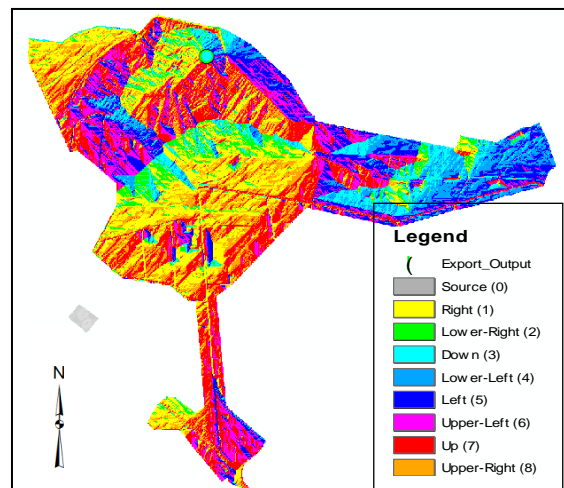 Legend
Export_Output
Source (0)
Right (1)
Lower-Right (2)
Down (3)
Lower-Left (4)
Left (5)
Upper-Left (6)
Up (7)
Upper-Right (8)
N